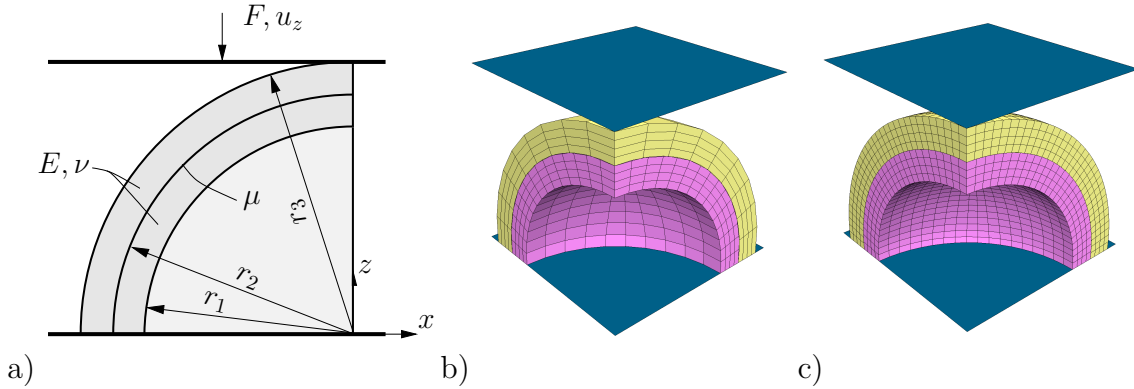 F, u_z
E, ν
μ
r_3
r_2
r_1
z
x
a)
b)
c)